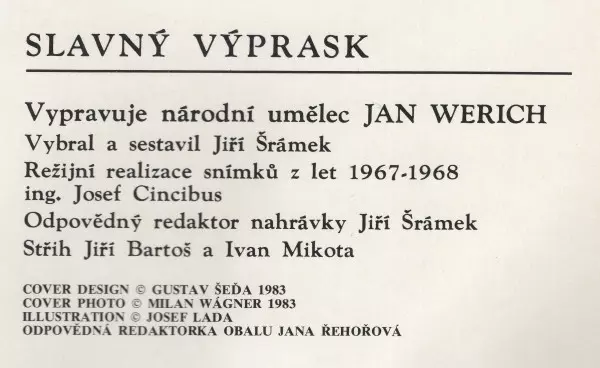 SLAVNÝ VÝPRASK
Vypravuje národní umělec JAN WERICH
Vybral a sestavil Jiří Šrámek
Režijní realizace snímků z let 1967-1968
ing. Josef Cincibus
Odpovědný redaktor nahrávky Jiří Šrámek
Střih Jiří Bartoš a Ivan Mikota
COVER DESIGN © GUSTAV ŠEĎA 1983
COVER PHOTO © MILAN WÁGNER 1983
ILLUSTRATION © JOSEF LADA
ODPOVĚDNÁ REDAKTORKA OBALU JANA ŘEHOŘOVÁ